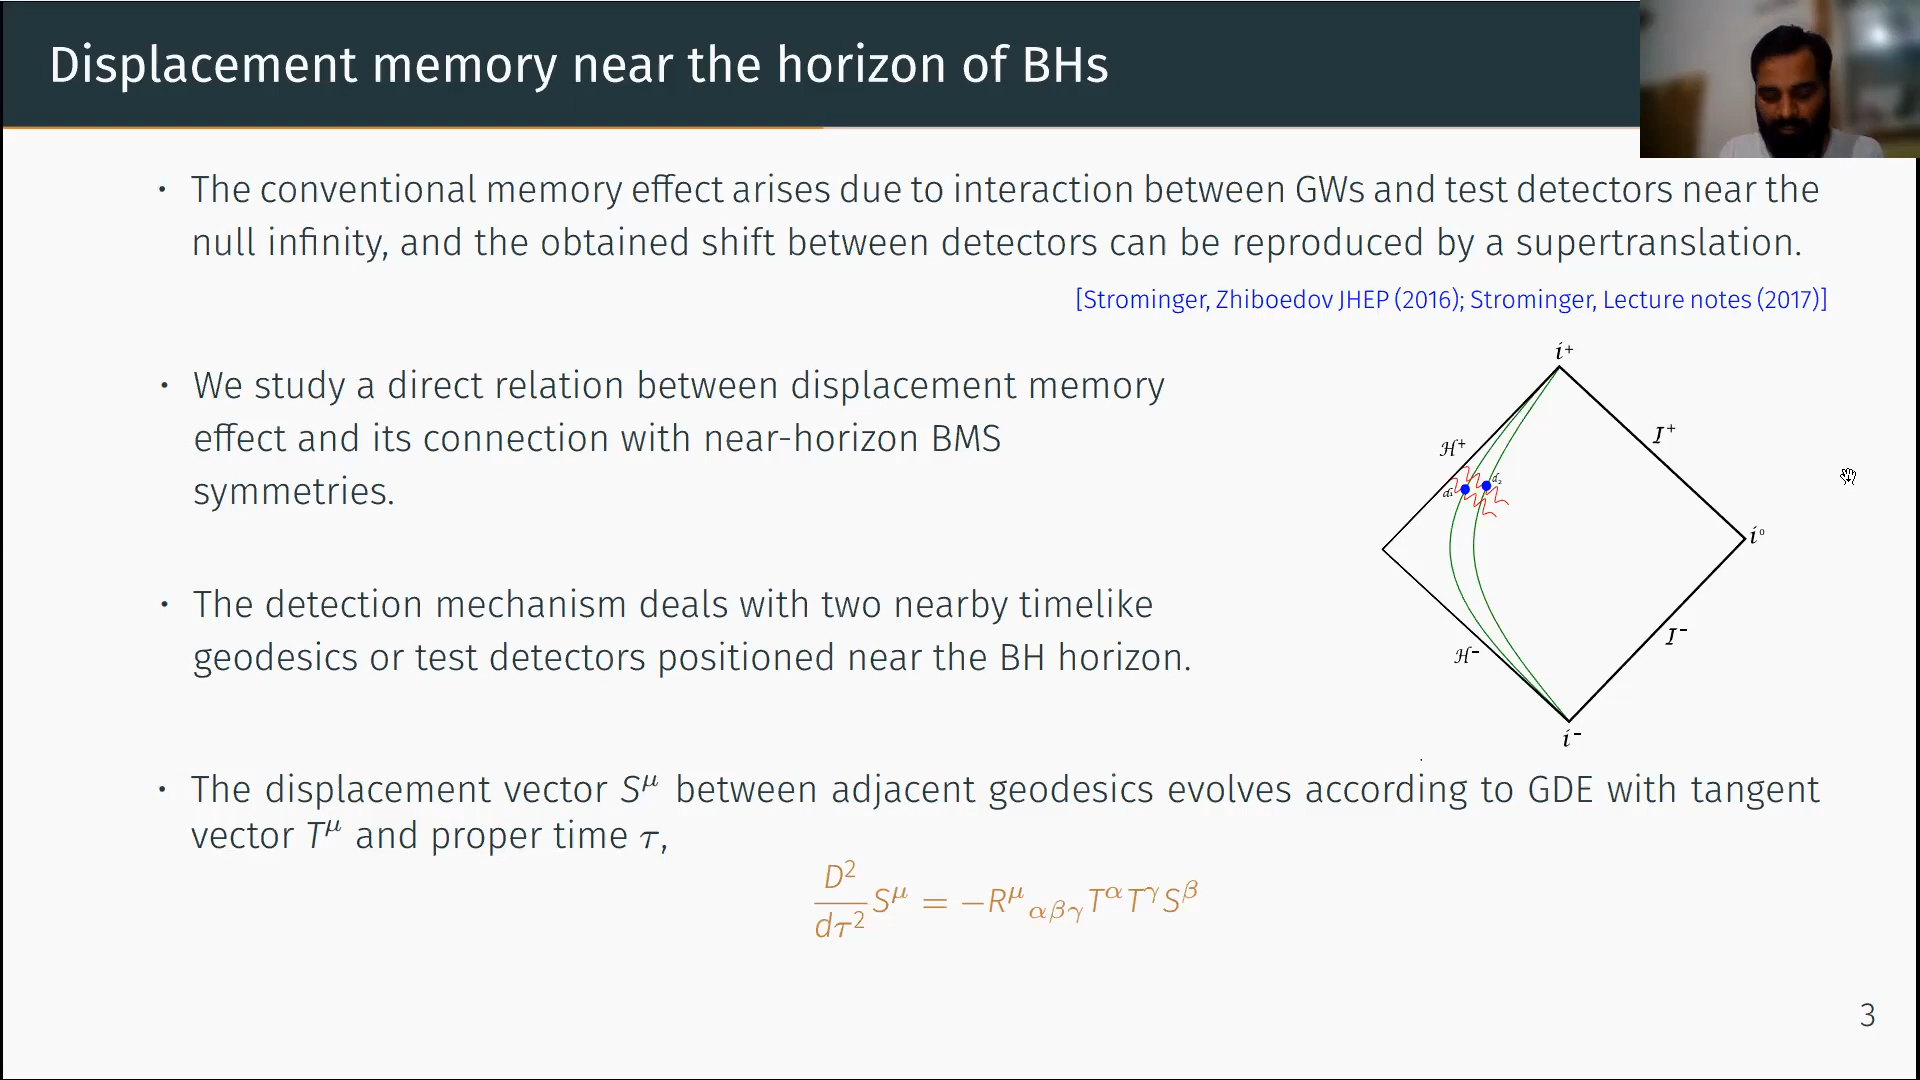 Displacement memory near the horizon of BHs
• The conventional memory effect arises due to interaction between GWs and test detectors near the
null infinity, and the obtained shift between detectors can be reproduced by a supertranslation.
[Strominger, Zhiboedov JHEP (2016); Strominger, Lecture notes (2017)]
• We study a direct relation between displacement memory
effect and its connection with near-horizon BMS
symmetries.
• The detection mechanism deals with two nearby timelike
geodesics or test detectors positioned near the BH horizon.
i⁺
I⁺
H⁺
d₁
d₂
i⁰
I⁻
H⁻
i⁻
• The displacement vector S^μ between adjacent geodesics evolves according to GDE with tangent
vector T^μ and proper time τ,
D²/dτ² S^μ = −R^μ_{αβγ} T^α T^γ S^β
3